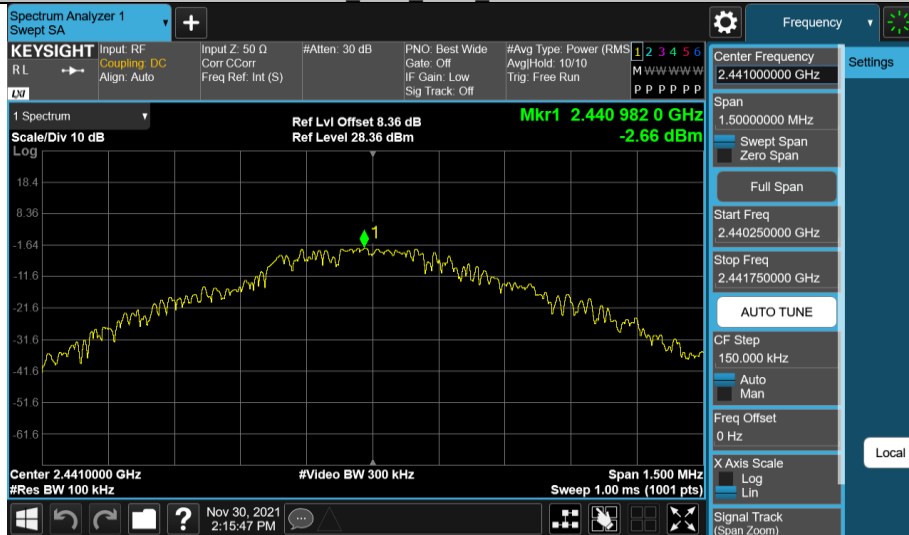 Spectrum Analyzer 1
Swept SA
Frequency
KEYSIGHT
R L
LXI
Input: RF
Coupling: DC
Align: Auto
Input Z: 50 Ω
Corr CCorr
Freq Ref: Int (S)
#Atten: 30 dB
PNO: Best Wide
Gate: Off
IF Gain: Low
Sig Track: Off
#Avg Type: Power (RMS
Avg|Hold: 10/10
Trig: Free Run
1 2 3 4 5 6
M W W W W W
P P P P P P
1 Spectrum
Scale/Div 10 dB
Log
Ref Lvl Offset 8.36 dB
Ref Level 28.36 dBm
Mkr1 2.440 982 0 GHz
-2.66 dBm
18.4
8.36
-1.64
-11.6
-21.6
-31.6
-41.6
-51.6
-61.6
1
Center 2.4410000 GHz
#Res BW 100 kHz
#Video BW 300 kHz
Span 1.500 MHz
Sweep 1.00 ms (1001 pts)
Nov 30, 2021
2:15:47 PM
Center Frequency
2.441000000 GHz
Settings
Span
1.50000000 MHz
Swept Span
Zero Span
Full Span
Start Freq
2.440250000 GHz
Stop Freq
2.441750000 GHz
AUTO TUNE
CF Step
150.000 kHz
Auto
Man
Freq Offset
0 Hz
Local
X Axis Scale
Log
Lin
Signal Track
(Span Zoom)